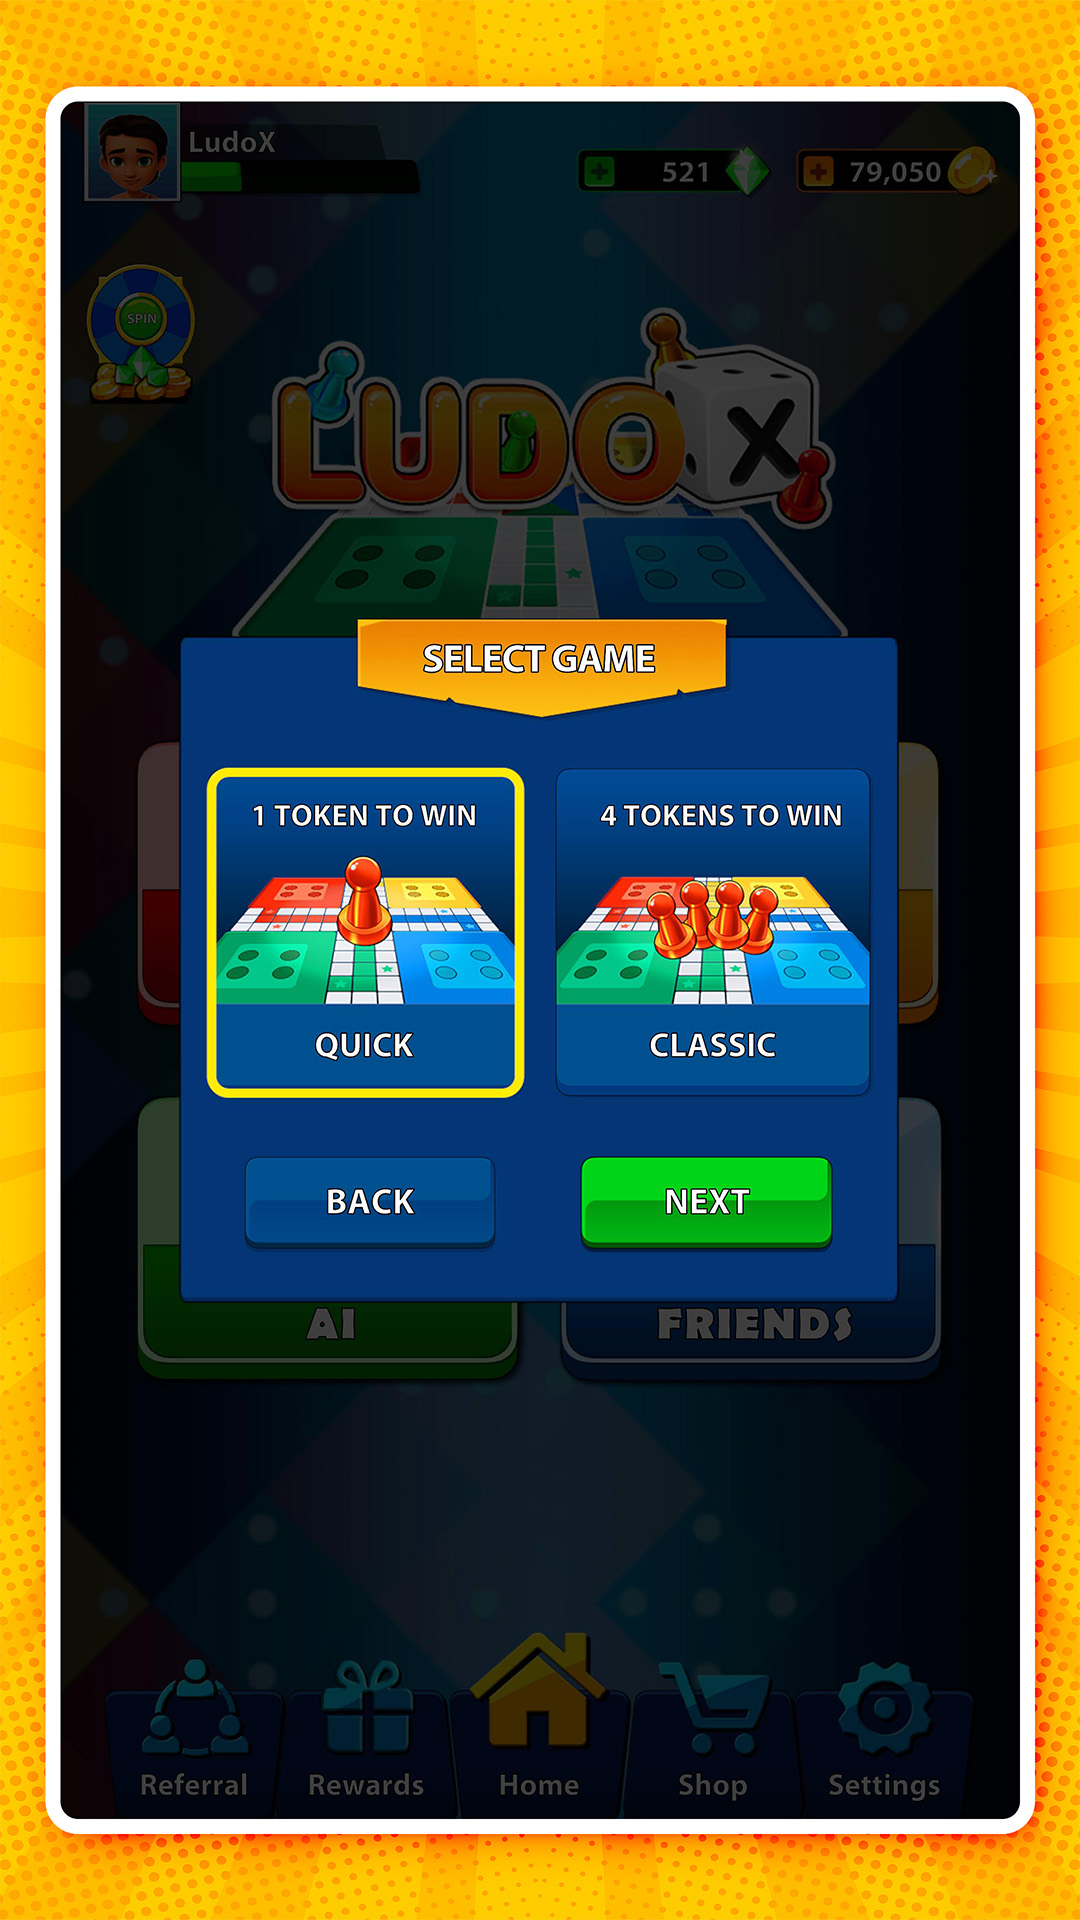 LudoX
521
79,050
SPIN
LUDO X
SELECT GAME
1 TOKEN TO WIN
4 TOKENS TO WIN
QUICK
CLASSIC
BACK
NEXT
AI
FRIENDS
Referral
Rewards
Home
Shop
Settings